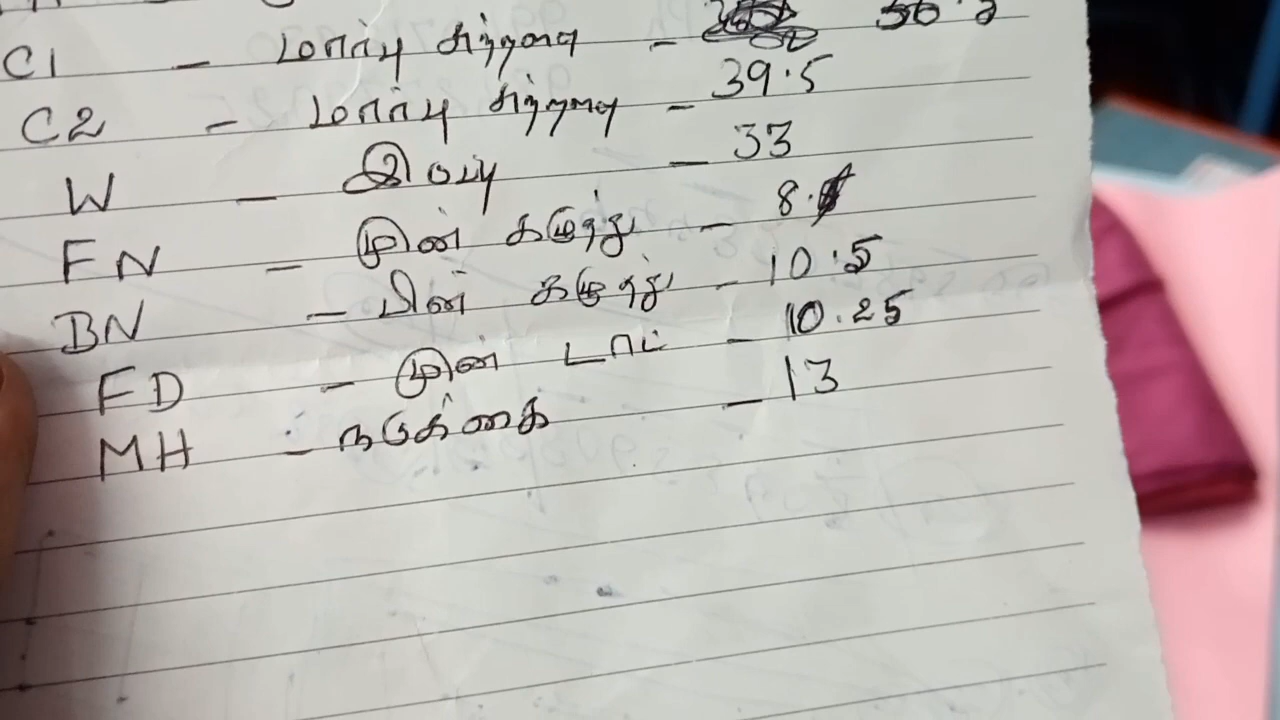 C1 - மார்பு சுற்றளவு -
C2 - மார்பு சுற்றளவு - 39.5
W - இடுப்பு - 33
FN - முன் கழுத்து - 8.
BN - பின் கழுத்து - 10.5
FD - முன் டாட் - 10.25
MH - நடுக்கை - 13